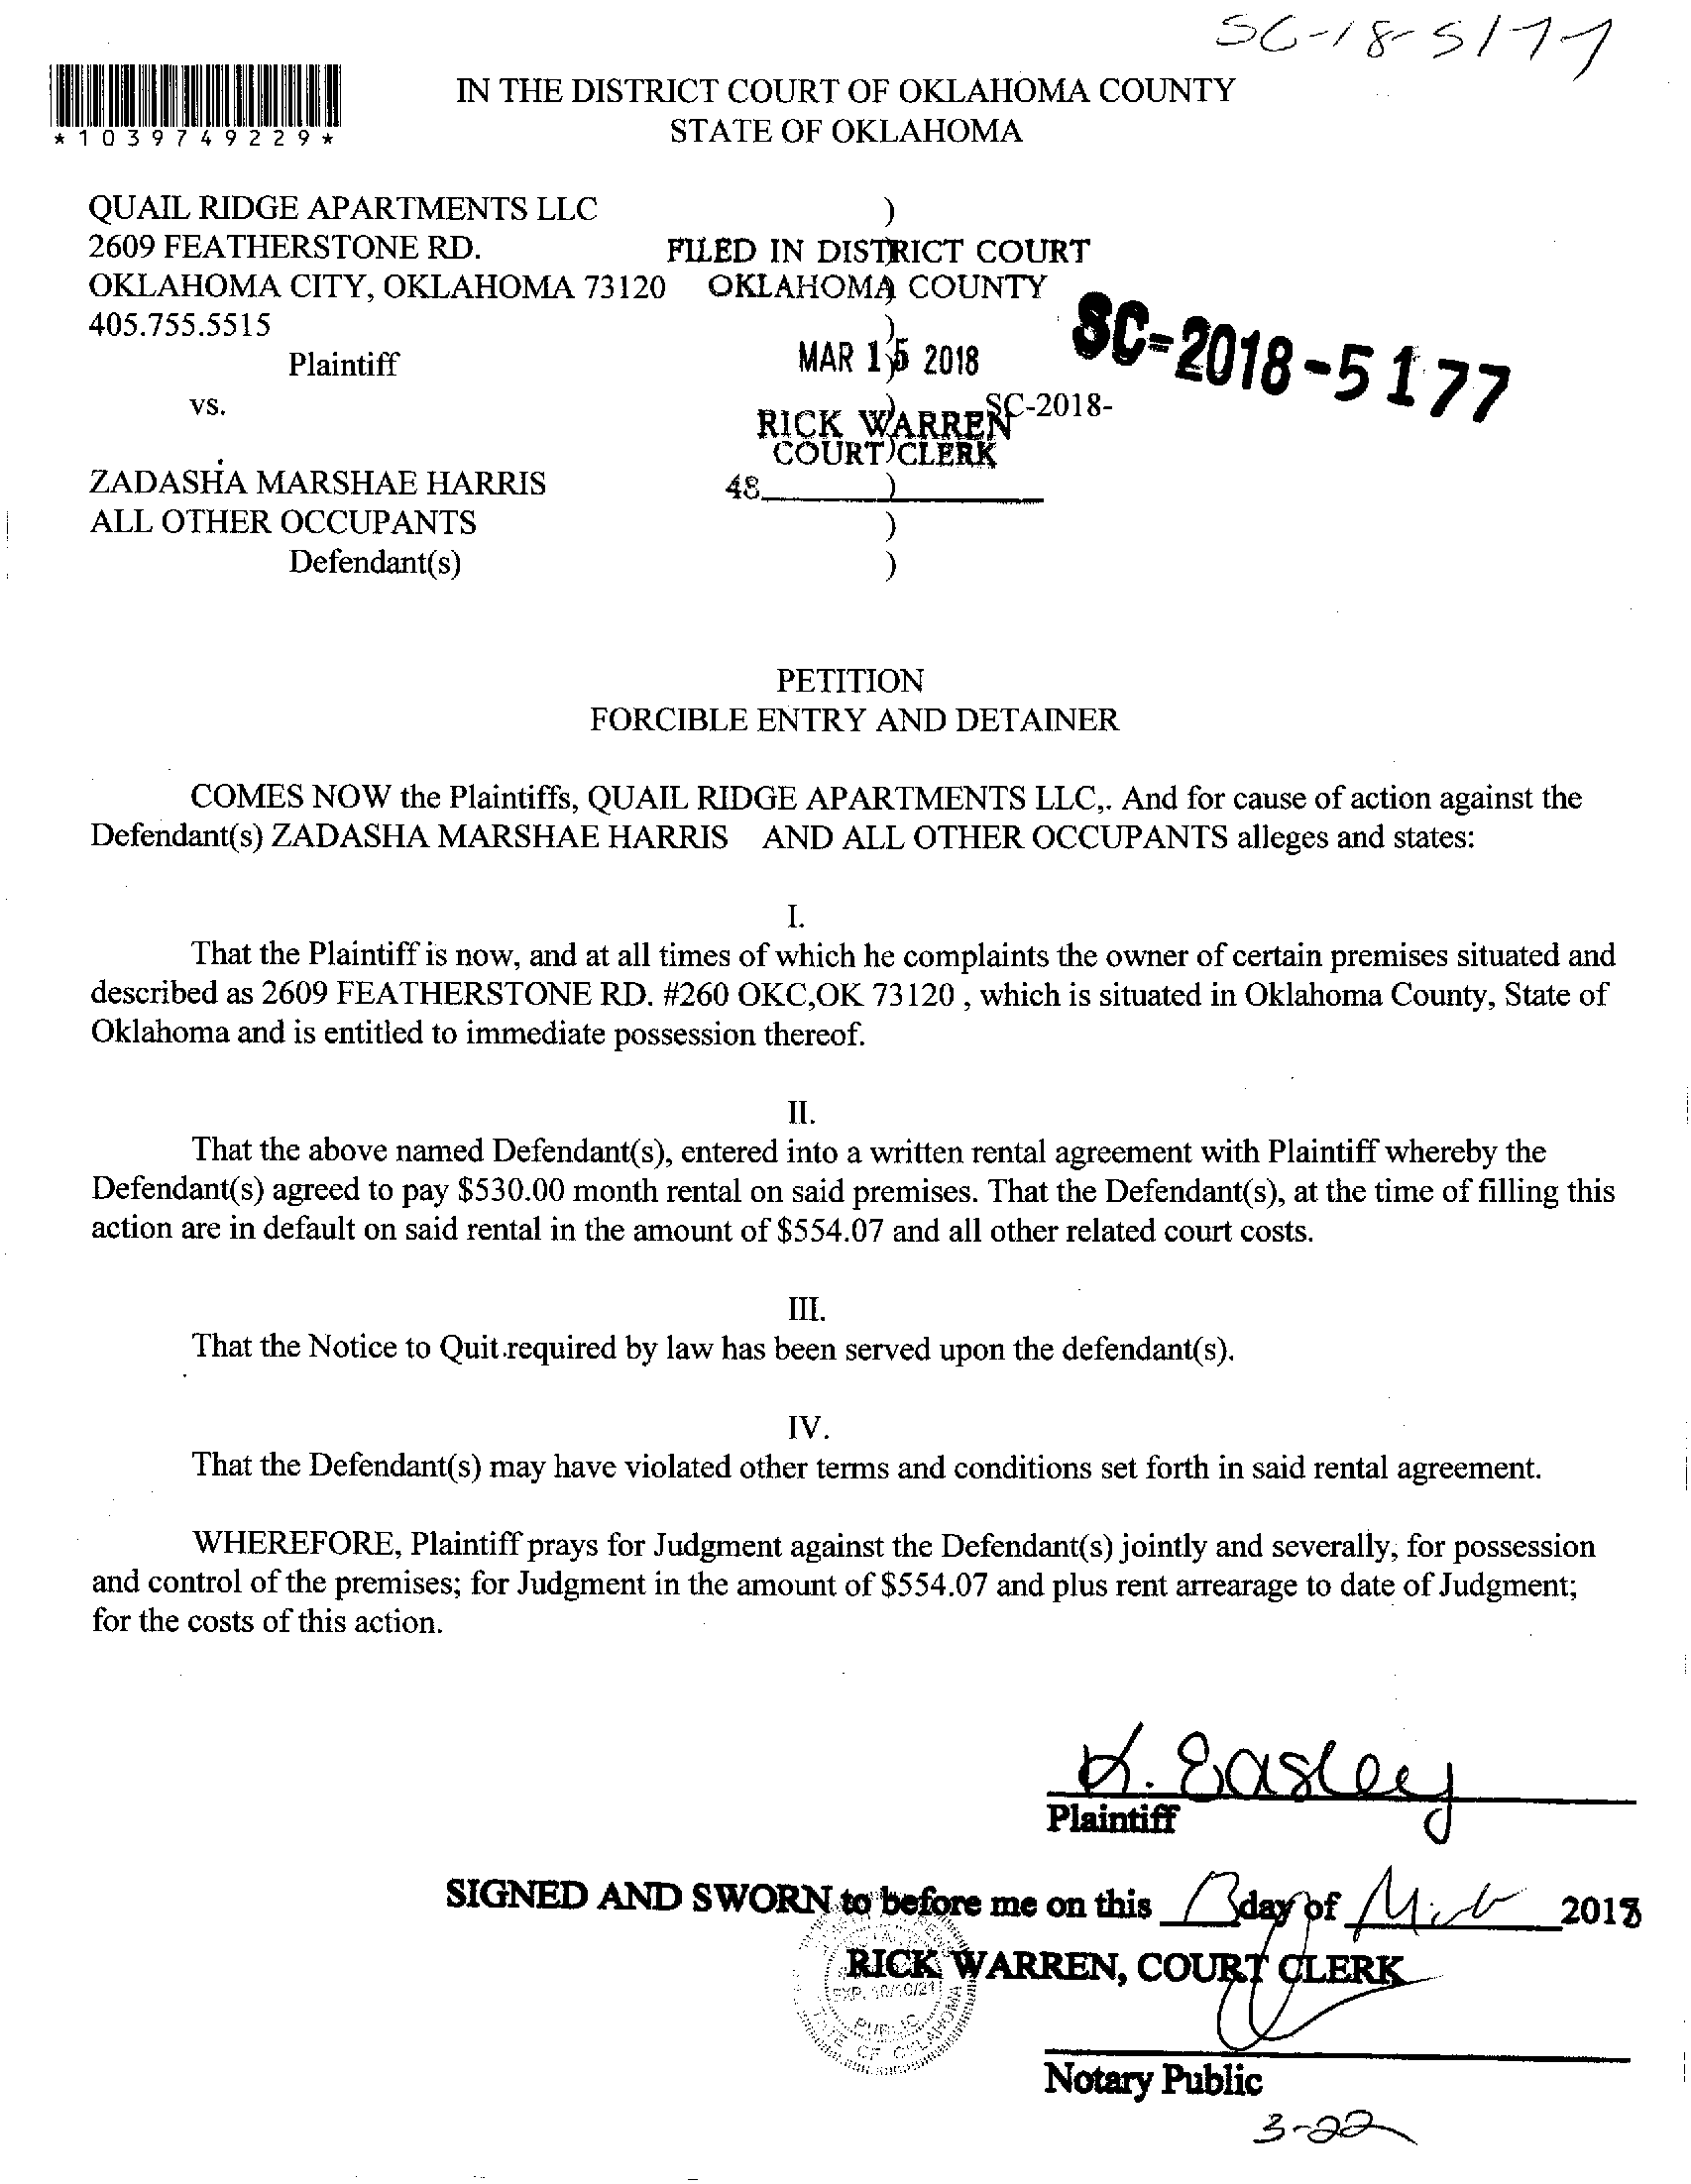 SC-18-5177
*1039749229*
IN THE DISTRICT COURT OF OKLAHOMA COUNTY
STATE OF OKLAHOMA
QUAIL RIDGE APARTMENTS LLC )
2609 FEATHERSTONE RD.
FILED IN DISTRICT COURT
OKLAHOMA CITY, OKLAHOMA 73120
OKLAHOMA COUNTY )
405.755.5515 )
Plaintiff
MAR 15 2018 )
SC-2018-5177
vs. ) SC-2018-
RICK WARREN
COURT CLERK )
ZADASHA MARSHAE HARRIS
48 )
ALL OTHER OCCUPANTS )
Defendant(s) )
PETITION
FORCIBLE ENTRY AND DETAINER
COMES NOW the Plaintiffs, QUAIL RIDGE APARTMENTS LLC,. And for cause of action against the
Defendant(s) ZADASHA MARSHAE HARRIS AND ALL OTHER OCCUPANTS alleges and states:
I.
That the Plaintiff is now, and at all times of which he complaints the owner of certain premises situated and
described as 2609 FEATHERSTONE RD. #260 OKC,OK 73120 , which is situated in Oklahoma County, State of
Oklahoma and is entitled to immediate possession thereof.
II.
That the above named Defendant(s), entered into a written rental agreement with Plaintiff whereby the
Defendant(s) agreed to pay $530.00 month rental on said premises. That the Defendant(s), at the time of filling this
action are in default on said rental in the amount of $554.07 and all other related court costs.
III.
That the Notice to Quit required by law has been served upon the defendant(s).
IV.
That the Defendant(s) may have violated other terms and conditions set forth in said rental agreement.
WHEREFORE, Plaintiff prays for Judgment against the Defendant(s) jointly and severally, for possession
and control of the premises; for Judgment in the amount of $554.07 and plus rent arrearage to date of Judgment;
for the costs of this action.
K. Easley
Plaintiff
SIGNED AND SWORN to before me on this day of 2018
RICK WARREN, COURT CLERK
EXP. 10/10/21
PUBLIC
STATE OF OKLAHOMA
Notary Public
3-22